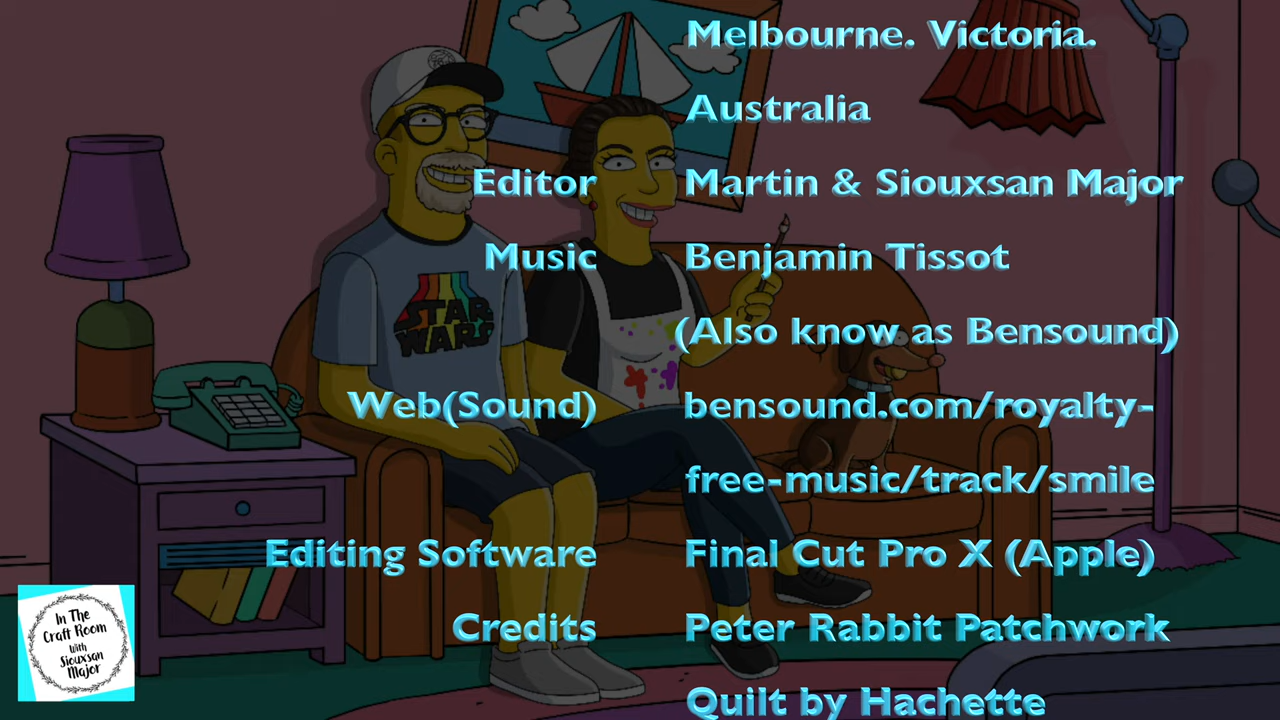 Melbourne. Victoria.
Australia
Editor Martin & Siouxsan Major
Music Benjamin Tissot
(Also know as Bensound)
Web(Sound) bensound.com/royalty-
free-music/track/smile
Editing Software Final Cut Pro X (Apple)
Credits Peter Rabbit Patchwork
Quilt by Hachette
STAR
WARS
In The
Craft Room
With
Siouxsan
Major